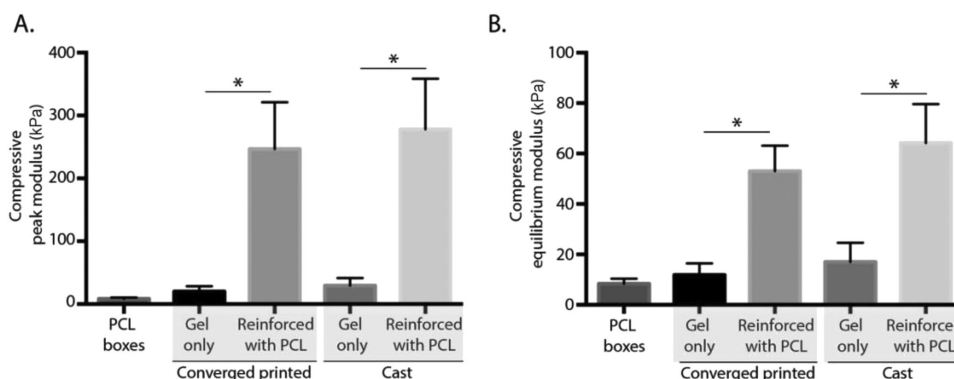 A.
Compressive
peak modulus (kPa)
400
300
200
100
0
*
*
PCL
boxes
Gel
only
Reinforced
with PCL
Gel
only
Reinforced
with PCL
Converged printed
Cast
B.
Compressive
equilibrium modulus (kPa)
100
80
60
40
20
0
*
*
PCL
boxes
Gel
only
Reinforced
with PCL
Gel
only
Reinforced
with PCL
Converged printed
Cast